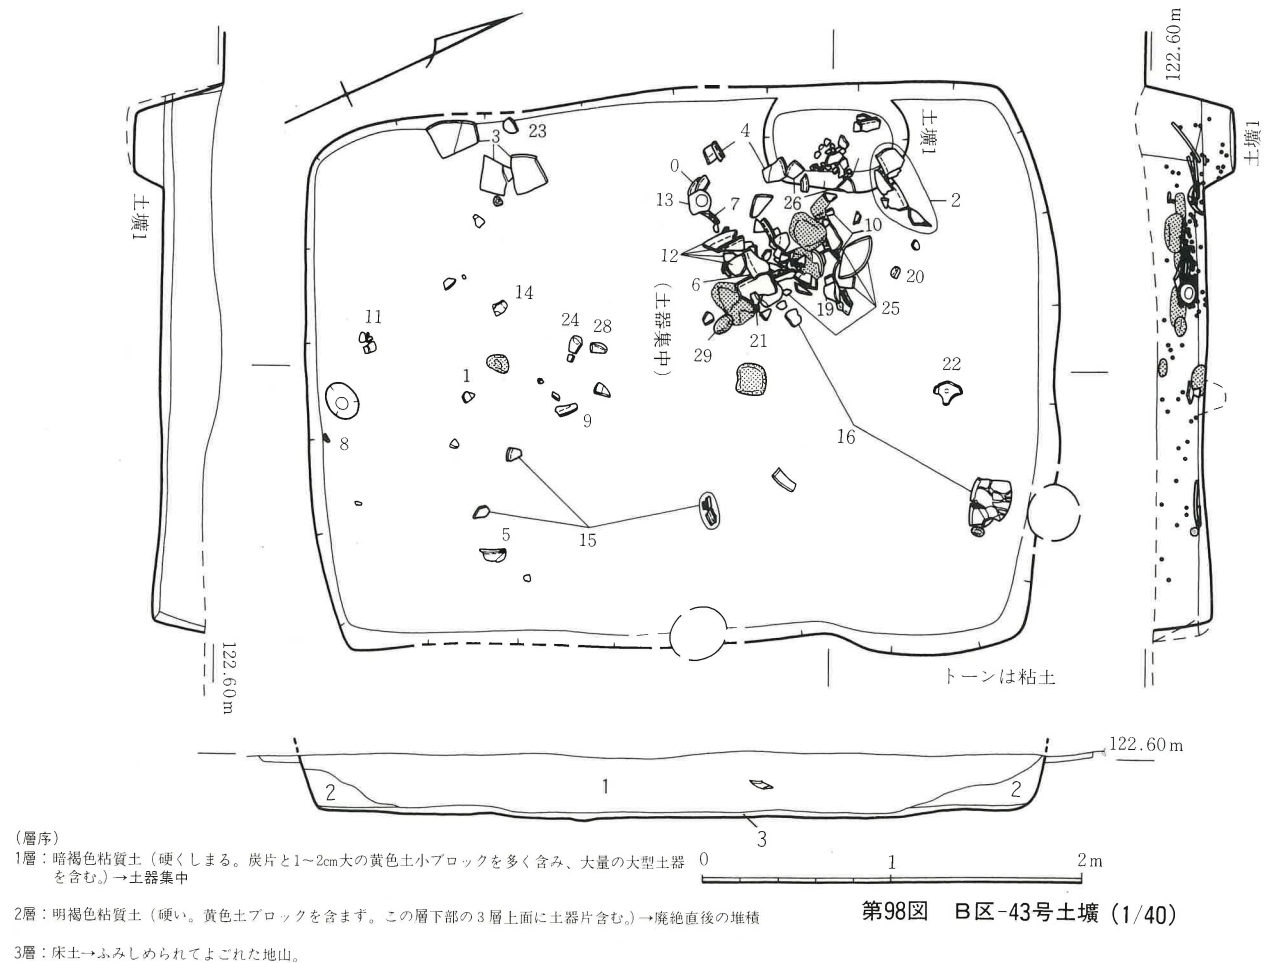 122.60m
土壙1
土壙1
土壙1
3
23
4
0
13
7
26
2
10
12
6
20
(土器集中)
19
25
14
11
24
28
21
29
1
22
9
16
8
5
15
122.60m
トーンは粘土
122.60m
2
1
2
3
(層序)
1層:暗褐色粘質土(硬くしまる。炭片と1~2cm大の黄色土小ブロックを多く含み、大量の大型土器
を含む。)→土器集中
2層:明褐色粘質土(硬い。黄色土ブロックを含まず。この層下部の3層上面に土器片含む。)→廃絶直後の堆積
3層:床土→ふみしめられてよごれた地山。
0
1
2m
第98図 B区-43号土壙(1/40)